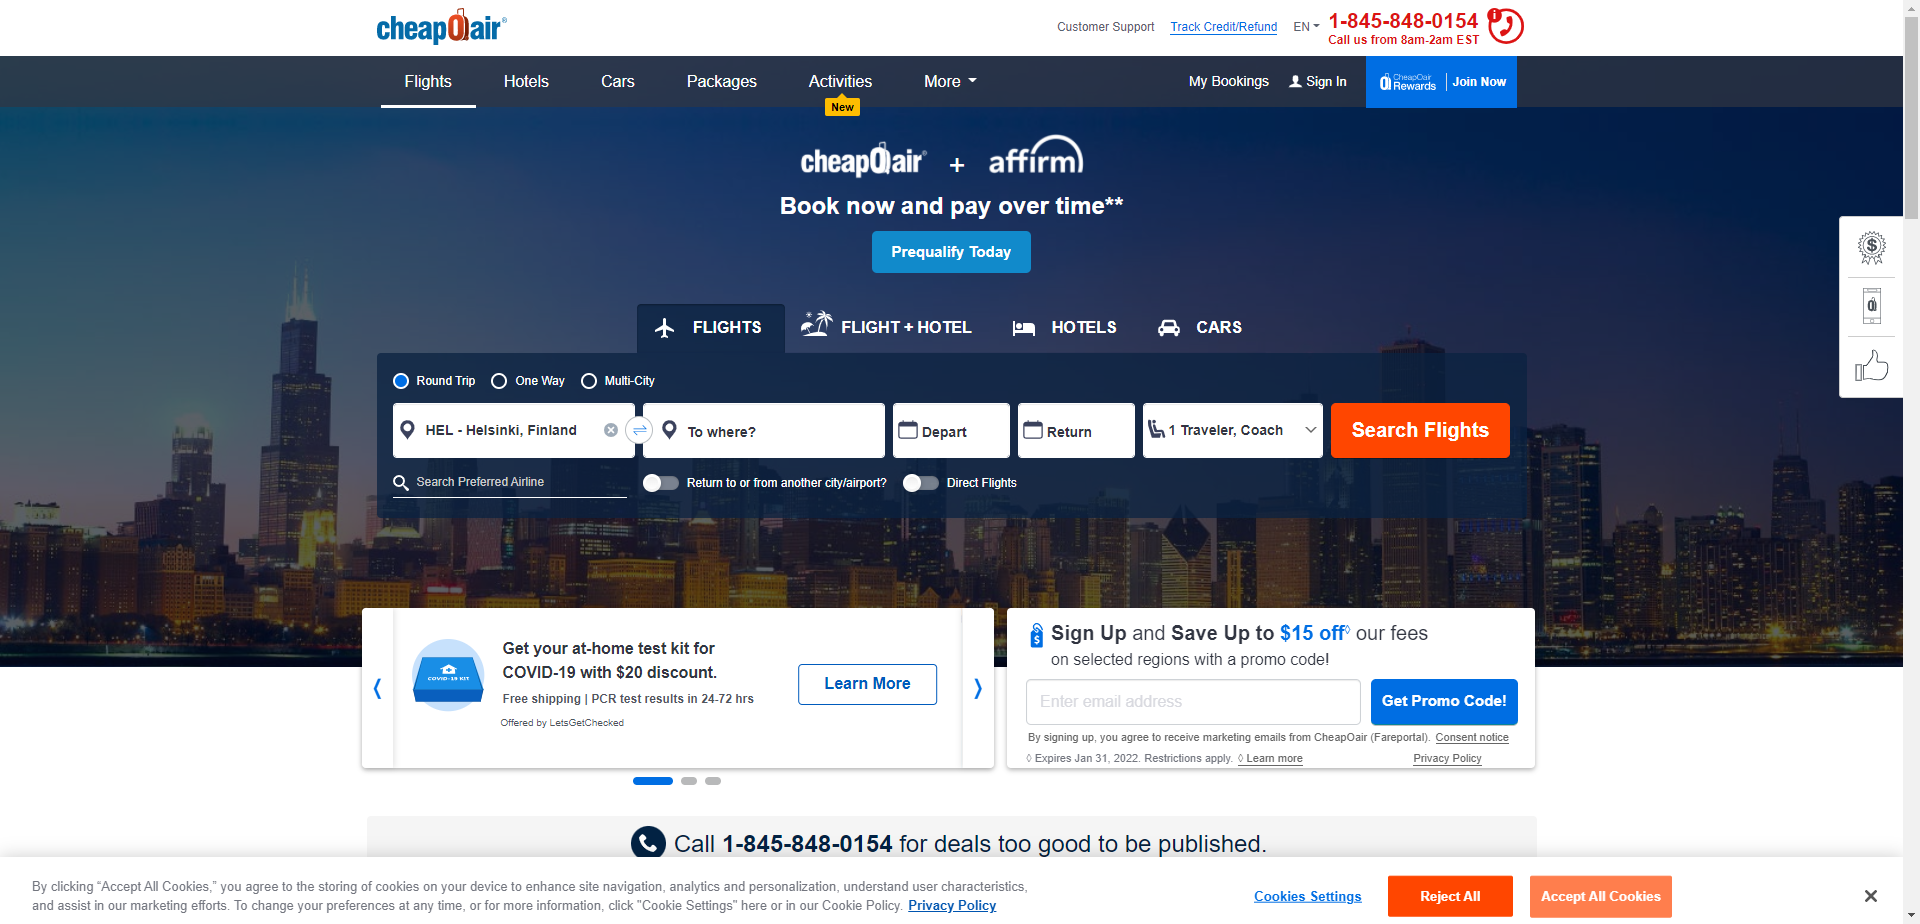 cheapOair®
Customer Support
Track Credit/Refund
EN
1-845-848-0154
Call us from 8am-2am EST
Flights
Hotels
Cars
Packages
Activities
New
More
My Bookings
Sign In
CheapOair
Rewards
Join Now
cheapOair® + affirm
Book now and pay over time**
Prequalify Today
FLIGHTS
FLIGHT + HOTEL
HOTELS
CARS
Round Trip
One Way
Multi-City
HEL - Helsinki, Finland
To where?
Depart
Return
1 Traveler, Coach
Search Flights
Search Preferred Airline
Return to or from another city/airport?
Direct Flights
COVID-19 KIT
Get your at-home test kit for
COVID-19 with $20 discount.
Free shipping | PCR test results in 24-72 hrs
Offered by LetsGetChecked
Learn More
Sign Up and Save Up to $15 off◊ our fees
on selected regions with a promo code!
Enter email address
Get Promo Code!
By signing up, you agree to receive marketing emails from CheapOair (Fareportal). Consent notice
◊ Expires Jan 31, 2022. Restrictions apply. ◊ Learn more
Privacy Policy
Call 1-845-848-0154 for deals too good to be published.
By clicking “Accept All Cookies,” you agree to the storing of cookies on your device to enhance site navigation, analytics and personalization, understand user characteristics,
and assist in our marketing efforts. To change your preferences at any time, or for more information, click "Cookie Settings" here or in our Cookie Policy. Privacy Policy
Cookies Settings
Reject All
Accept All Cookies